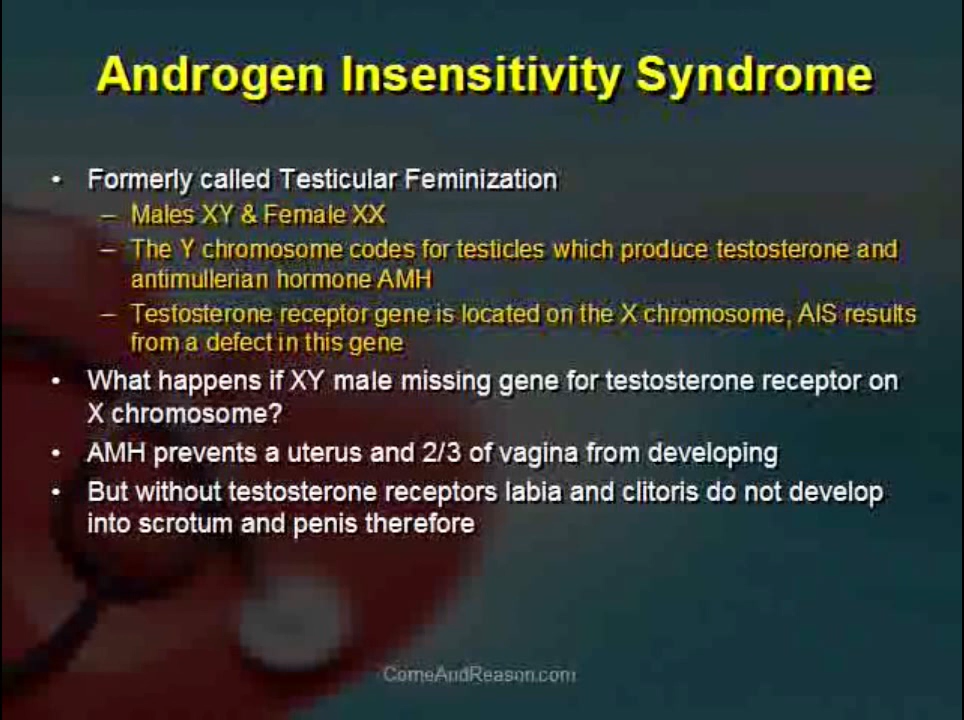 Androgen Insensitivity Syndrome
• Formerly called Testicular Feminization
– Males XY & Female XX
– The Y chromosome codes for testicles which produce testosterone and
antimullerian hormone AMH
– Testosterone receptor gene is located on the X chromosome, AIS results
from a defect in this gene
• What happens if XY male missing gene for testosterone receptor on
X chromosome?
• AMH prevents a uterus and 2/3 of vagina from developing
• But without testosterone receptors labia and clitoris do not develop
into scrotum and penis therefore
ComeAndReason.com